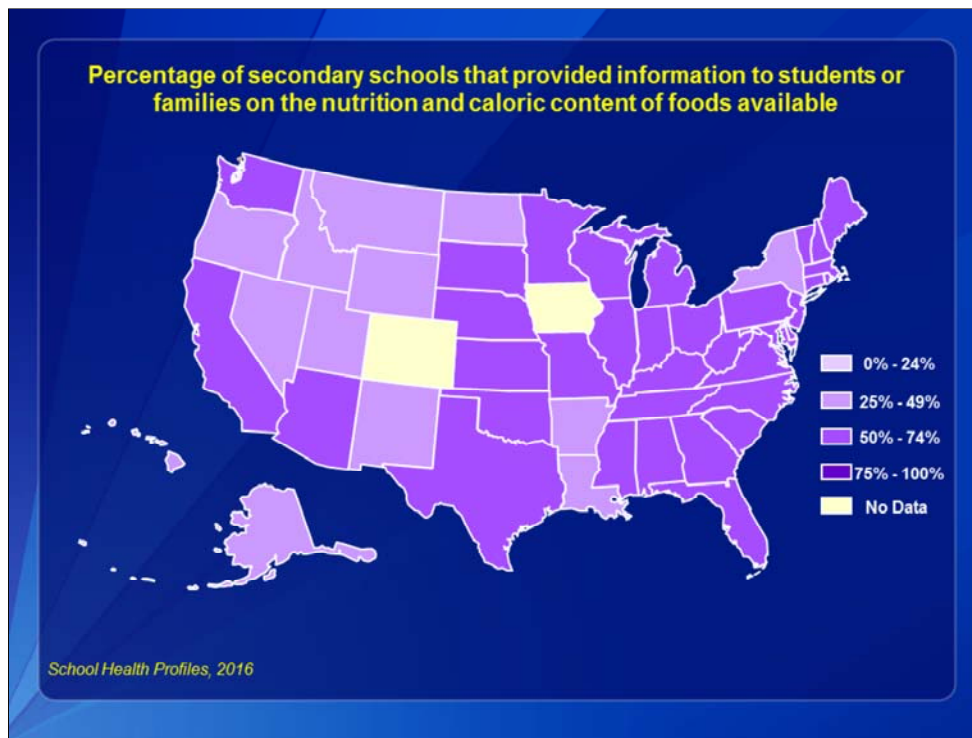 Percentage of secondary schools that provided information to students or
families on the nutrition and caloric content of foods available
0% - 24%
25% - 49%
50% - 74%
75% - 100%
No Data
School Health Profiles, 2016